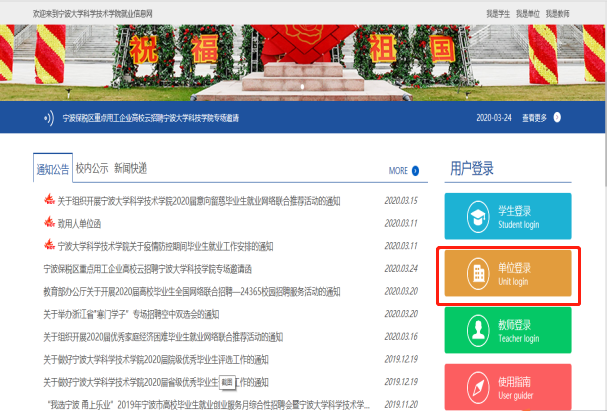 欢迎来到宁波大学科学技术学院就业信息网
我是学生 我是单位 我是教师
祝 福 祖 国
宁波保税区重点用工企业高校云招聘宁波大学科技学院专场邀请
2020-03-24 查看更多
通知公告 校内公示 新闻快递 MORE
关于组织开展宁波大学科学技术学院2020届意向留慈毕业生就业网络联合推荐活动的通知 2020.03.15
致用人单位函 2020.03.11
宁波大学科学技术学院关于疫情防控期间毕业生就业工作安排的通知 2020.03.11
宁波保税区重点用工企业高校云招聘宁波大学科学技术学院专场邀请函 2020.03.24
教育部办公厅关于开展2020届高校毕业生全国网络联合招聘—24365校园招聘服务活动的通知 2020.03.20
关于举办浙江省“寒门学子”专场招聘空中双选会的通知 2020.03.20
关于组织开展2020届优秀家庭经济困难毕业生就业网络联合推荐活动的通知 2020.03.16
关于做好宁波大学科学技术学院2020届院级优秀毕业生评选工作的通知 2019.12.19
关于做好宁波大学科学技术学院2020届省级优秀毕业生 截图 工作的通知 2019.12.19
“我选宁波 甬上乐业”2019年宁波市高校毕业生就业创业服务月综合性招聘会暨宁波大学科学技术学... 2019.11.20
用户登录
学生登录
Student login
单位登录
Unit login
教师登录
Teacher login
使用指南
User guider